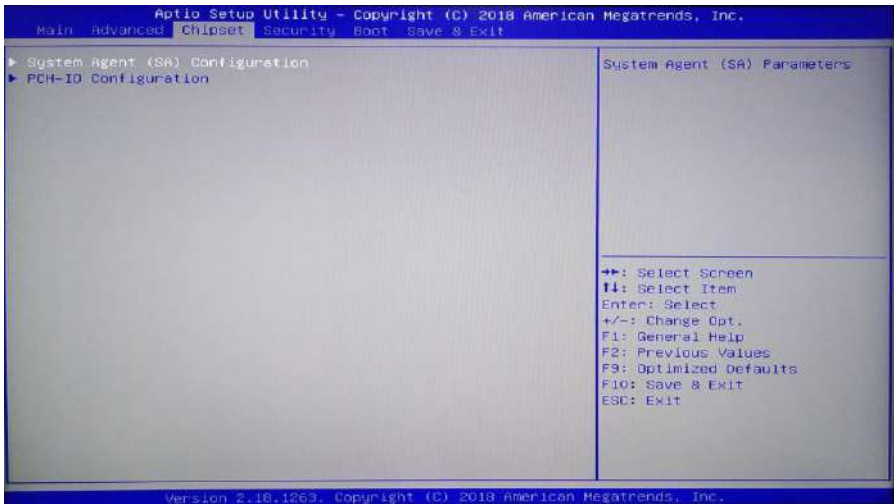 Aptio Setup Utility – Copyright (C) 2018 American Megatrends, Inc.
Main Advanced Chipset Security Boot Save & Exit
► System Agent (SA) Configuration
► PCH-IO Configuration
System Agent (SA) Parameters
→←: Select Screen
↑↓: Select Item
Enter: Select
+/-: Change Opt.
F1: General Help
F2: Previous Values
F9: Optimized Defaults
F10: Save & Exit
ESC: Exit
Version 2.18.1263. Copyright (C) 2018 American Megatrends, Inc.